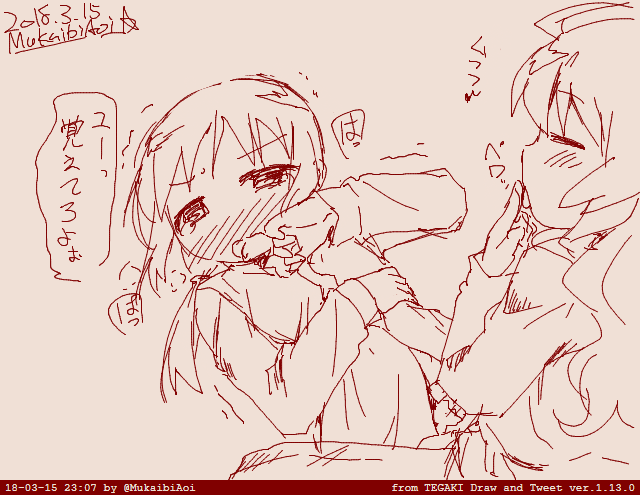 2018.3.15
MukaibiAoi☆
くっつ〜
ペロッ
はっ
ユーっ
覚えてろよぉ
はっ
18-03-15 23:07 by @MukaibiAoi
from TEGAKI Draw and Tweet ver.1.13.0